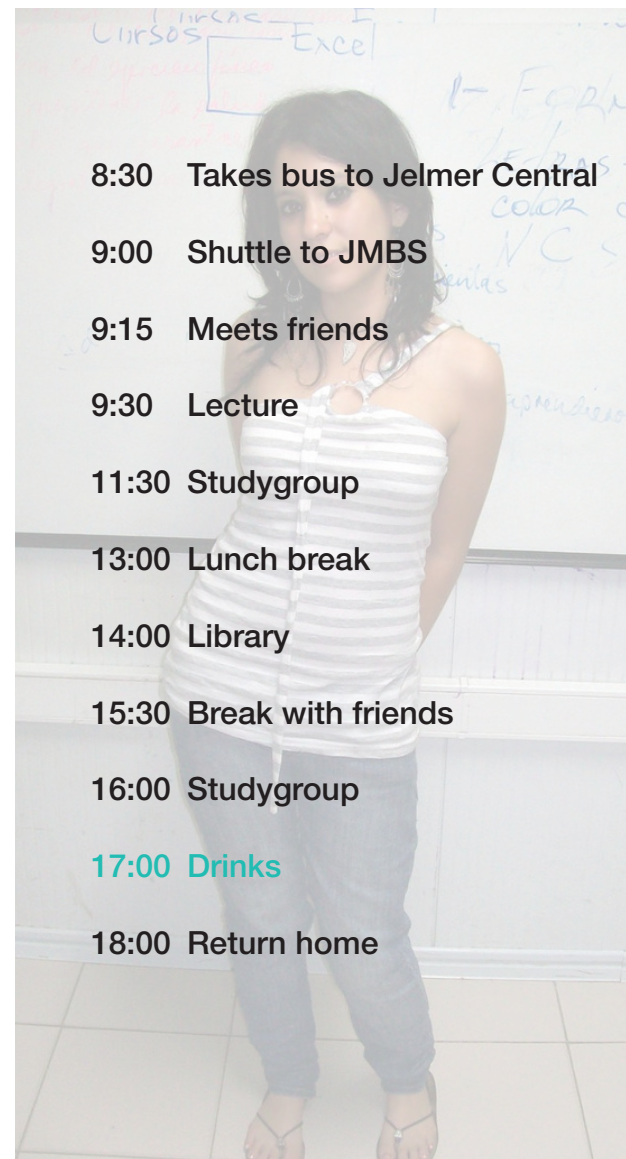 Cursos
Excel
8:30 Takes bus to Jelmer Central
9:00 Shuttle to JMBS
9:15 Meets friends
9:30 Lecture
11:30 Studygroup
13:00 Lunch break
14:00 Library
15:30 Break with friends
16:00 Studygroup
17:00 Drinks
18:00 Return home